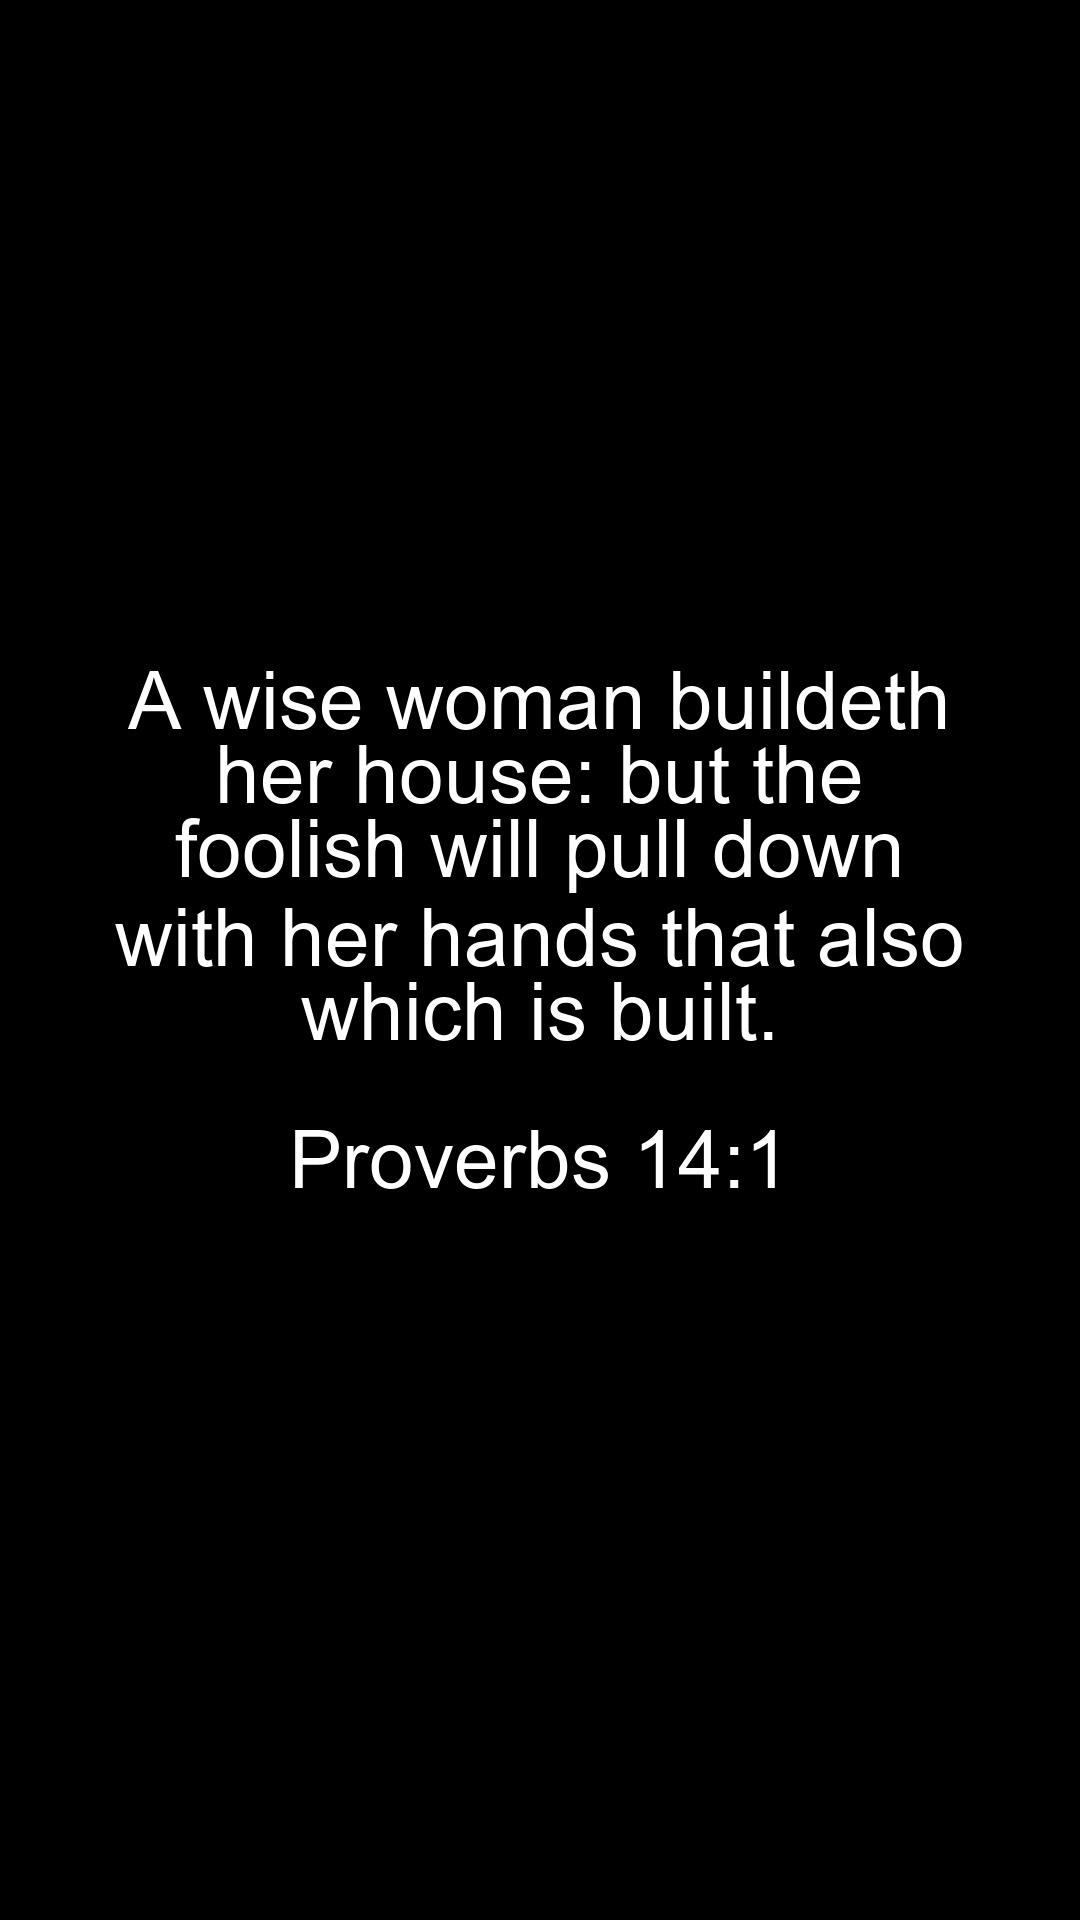 A wise woman buildeth
her house: but the
foolish will pull down
with her hands that also
which is built.
Proverbs 14:1